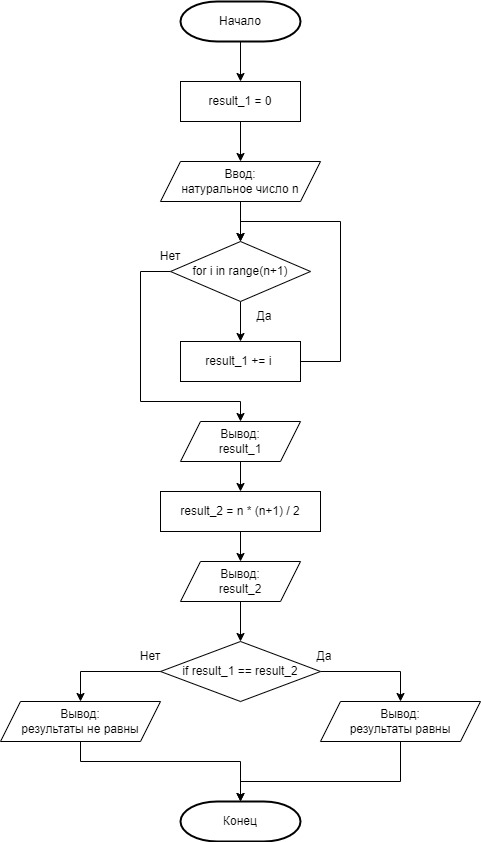 Начало
result_1 = 0
Ввод:
натуральное число n
Нет
for i in range(n+1)
Да
result_1 += i
Вывод:
result_1
result_2 = n * (n+1) / 2
Вывод:
result_2
Нет
Да
if result_1 == result_2
Вывод:
результаты не равны
Вывод:
результаты равны
Конец